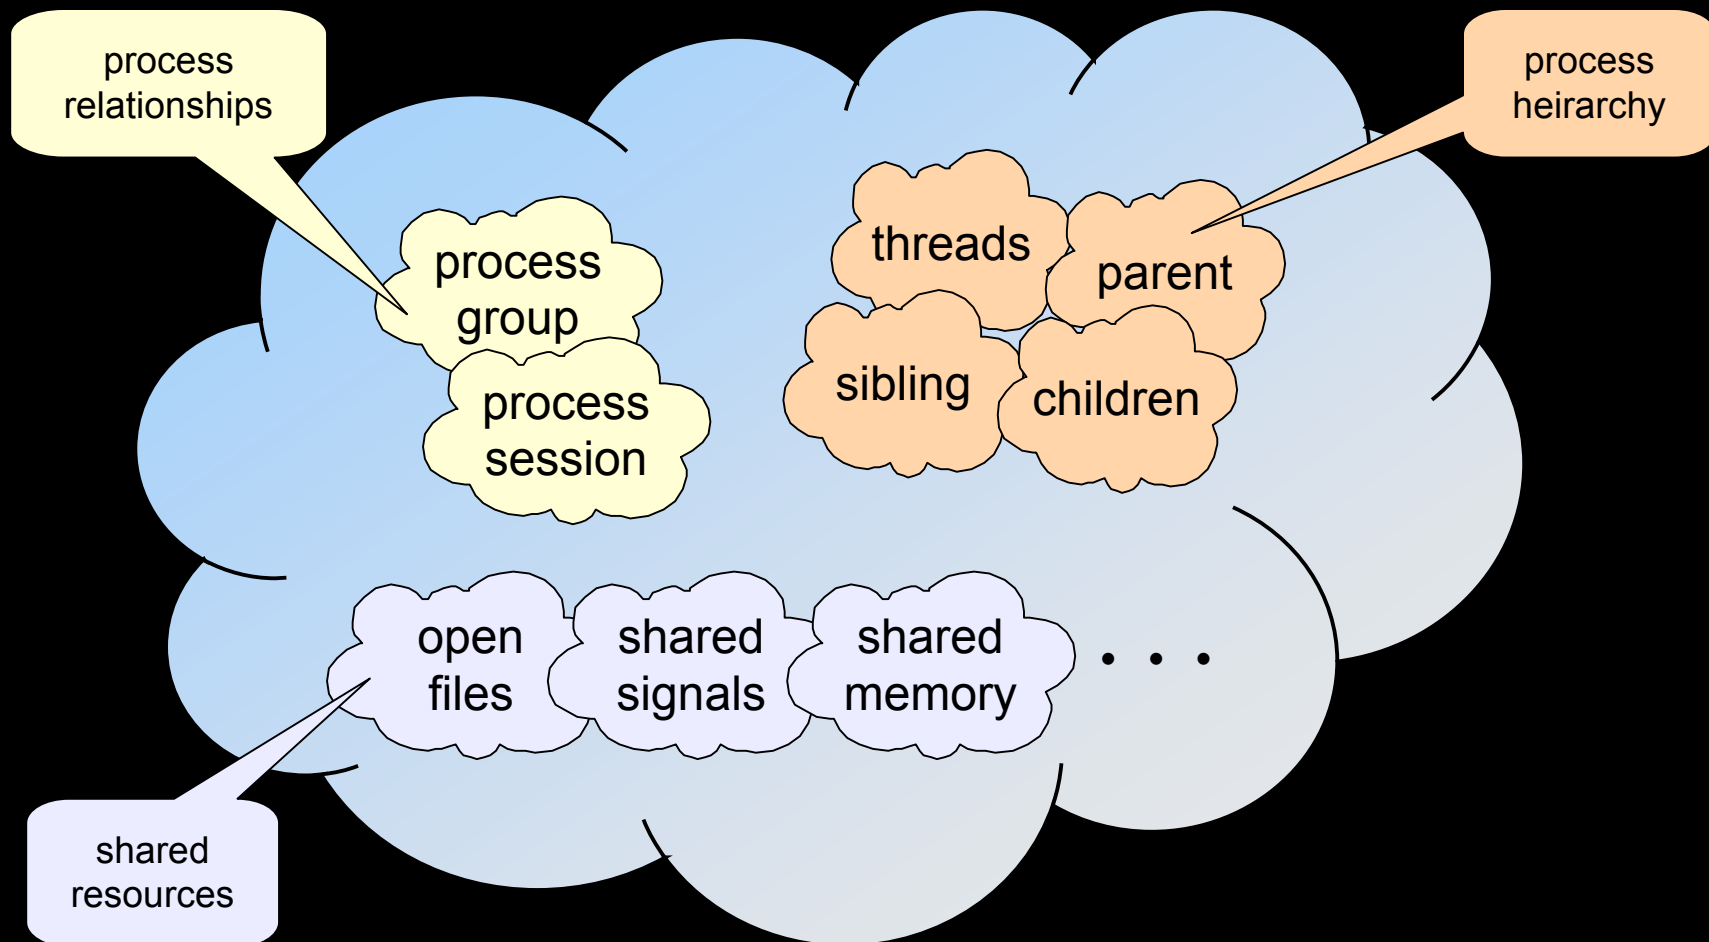 process
relationships
process
heirarchy
threads
parent
process
group
sibling
children
process
session
open
files
shared
signals
shared
memory
. . .
shared
resources